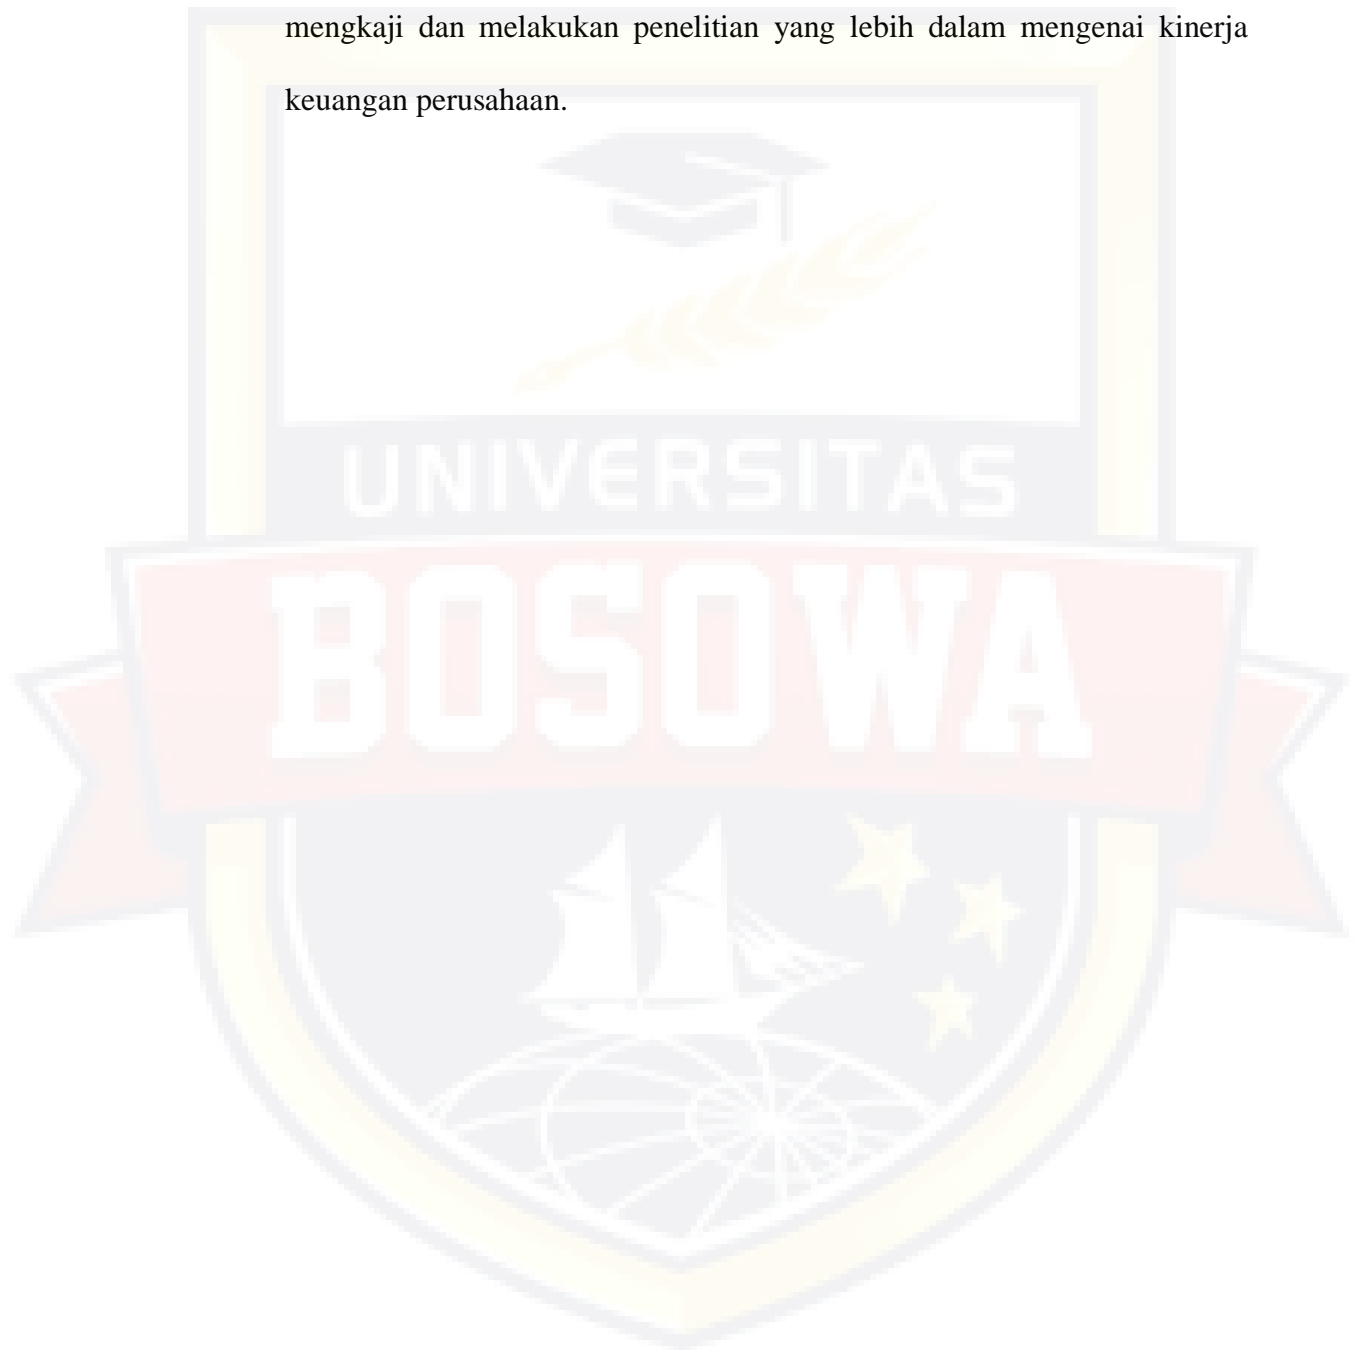 mengkaji dan melakukan penelitian yang lebih dalam mengenai kinerja
keuangan perusahaan.
UNIVERSITAS
BOSOWA